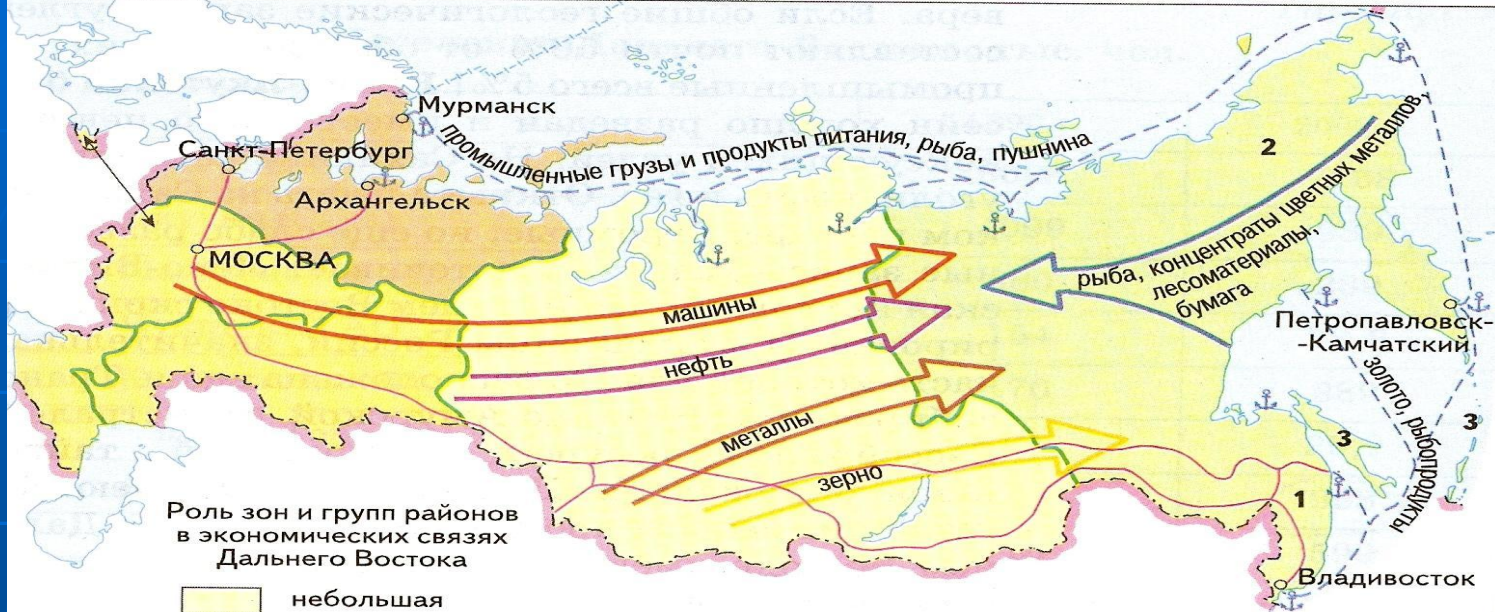 Мурманск
Санкт-Петербург
Архангельск
МОСКВА
промышленные грузы и продукты питания, рыба, пушнина
2
рыба, концентраты цветных металлов,
лесоматериалы,
бумага
машины
нефть
металлы
зерно
Петропавловск-
-Камчатский
золото, рыбопродукты
3
3
1
Владивосток
Роль зон и групп районов
в экономических связях
Дальнего Востока
небольшая